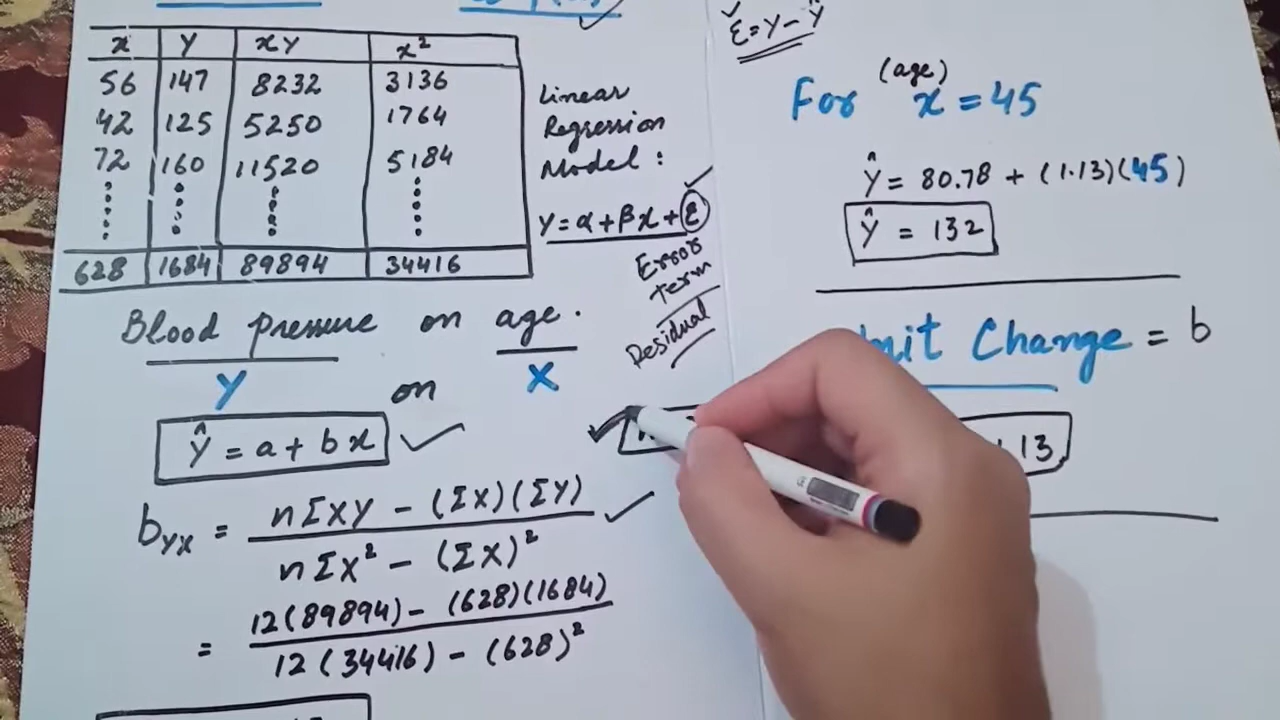 x Y xY x²
56 147 8232 3136
42 125 5250 1764
72 160 11520 5184
628 1684 89894 34416
Linear
Regression
Model :
Y = α + βx + ε
Error
term
Residual
Blood pressure on age.
Y on X
Ŷ = a + bx
bYX = nΣXY - (ΣX)(ΣY)
nΣX² - (ΣX)²
= 12(89894) - (628)(1684)
12(34416) - (628)²
ε = Y - Ŷ
(age)
For x = 45
Ŷ = 80.78 + (1.13)(45)
Ŷ = 132
Change = b
.13